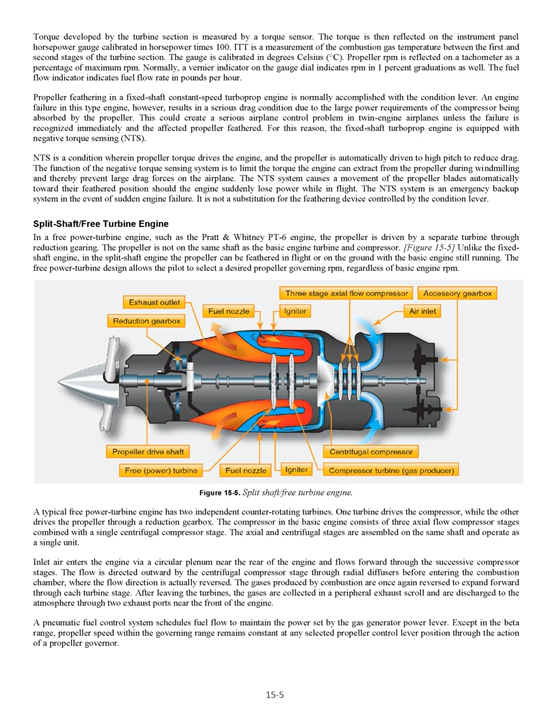 Torque developed by the turbine section is measured by a torque sensor. The torque is then reflected on the instrument panel
horsepower gauge calibrated in horsepower times 100. ITT is a measurement of the combustion gas temperature between the first and
second stages of the turbine section. The gauge is calibrated in degrees Celsius (°C). Propeller rpm is reflected on a tachometer as a
percentage of maximum rpm. Normally, a vernier indicator on the gauge dial indicates rpm in 1 percent graduations as well. The fuel
flow indicator indicates fuel flow rate in pounds per hour.
Propeller feathering in a fixed-shaft constant-speed turboprop engine is normally accomplished with the condition lever. An engine
failure in this type engine, however, results in a serious drag condition due to the large power requirements of the compressor being
absorbed by the propeller. This could create a serious airplane control problem in twin-engine airplanes unless the failure is
recognized immediately and the affected propeller feathered. For this reason, the fixed-shaft turboprop engine is equipped with
negative torque sensing (NTS).
NTS is a condition wherein propeller torque drives the engine, and the propeller is automatically driven to high pitch to reduce drag.
The function of the negative torque sensing system is to limit the torque the engine can extract from the propeller during windmilling
and thereby prevent large drag forces on the airplane. The NTS system causes a movement of the propeller blades automatically
toward their feathered position should the engine suddenly lose power while in flight. The NTS system is an emergency backup
system in the event of sudden engine failure. It is not a substitution for the feathering device controlled by the condition lever.
Split-Shaft/Free Turbine Engine
In a free power-turbine engine, such as the Pratt & Whitney PT-6 engine, the propeller is driven by a separate turbine through
reduction gearing. The propeller is not on the same shaft as the basic engine turbine and compressor. [Figure 15-5] Unlike the fixed-
shaft engine, in the split-shaft engine the propeller can be feathered in flight or on the ground with the basic engine still running. The
free power-turbine design allows the pilot to select a desired propeller governing rpm, regardless of basic engine rpm.
Three stage axial flow compressor
Accessory gearbox
Exhaust outlet
Fuel nozzle
Igniter
Air inlet
Reduction gearbox
Propeller drive shaft
Centrifugal compressor
Free (power) turbine
Fuel nozzle
Igniter
Compressor turbine (gas producer)
Figure 15-5. Split shaft/free turbine engine.
A typical free power-turbine engine has two independent counter-rotating turbines. One turbine drives the compressor, while the other
drives the propeller through a reduction gearbox. The compressor in the basic engine consists of three axial flow compressor stages
combined with a single centrifugal compressor stage. The axial and centrifugal stages are assembled on the same shaft and operate as
a single unit.
Inlet air enters the engine via a circular plenum near the rear of the engine and flows forward through the successive compressor
stages. The flow is directed outward by the centrifugal compressor stage through radial diffusers before entering the combustion
chamber, where the flow direction is actually reversed. The gases produced by combustion are once again reversed to expand forward
through each turbine stage. After leaving the turbines, the gases are collected in a peripheral exhaust scroll and are discharged to the
atmosphere through two exhaust ports near the front of the engine.
A pneumatic fuel control system schedules fuel flow to maintain the power set by the gas generator power lever. Except in the beta
range, propeller speed within the governing range remains constant at any selected propeller control lever position through the action
of a propeller governor.
15-5